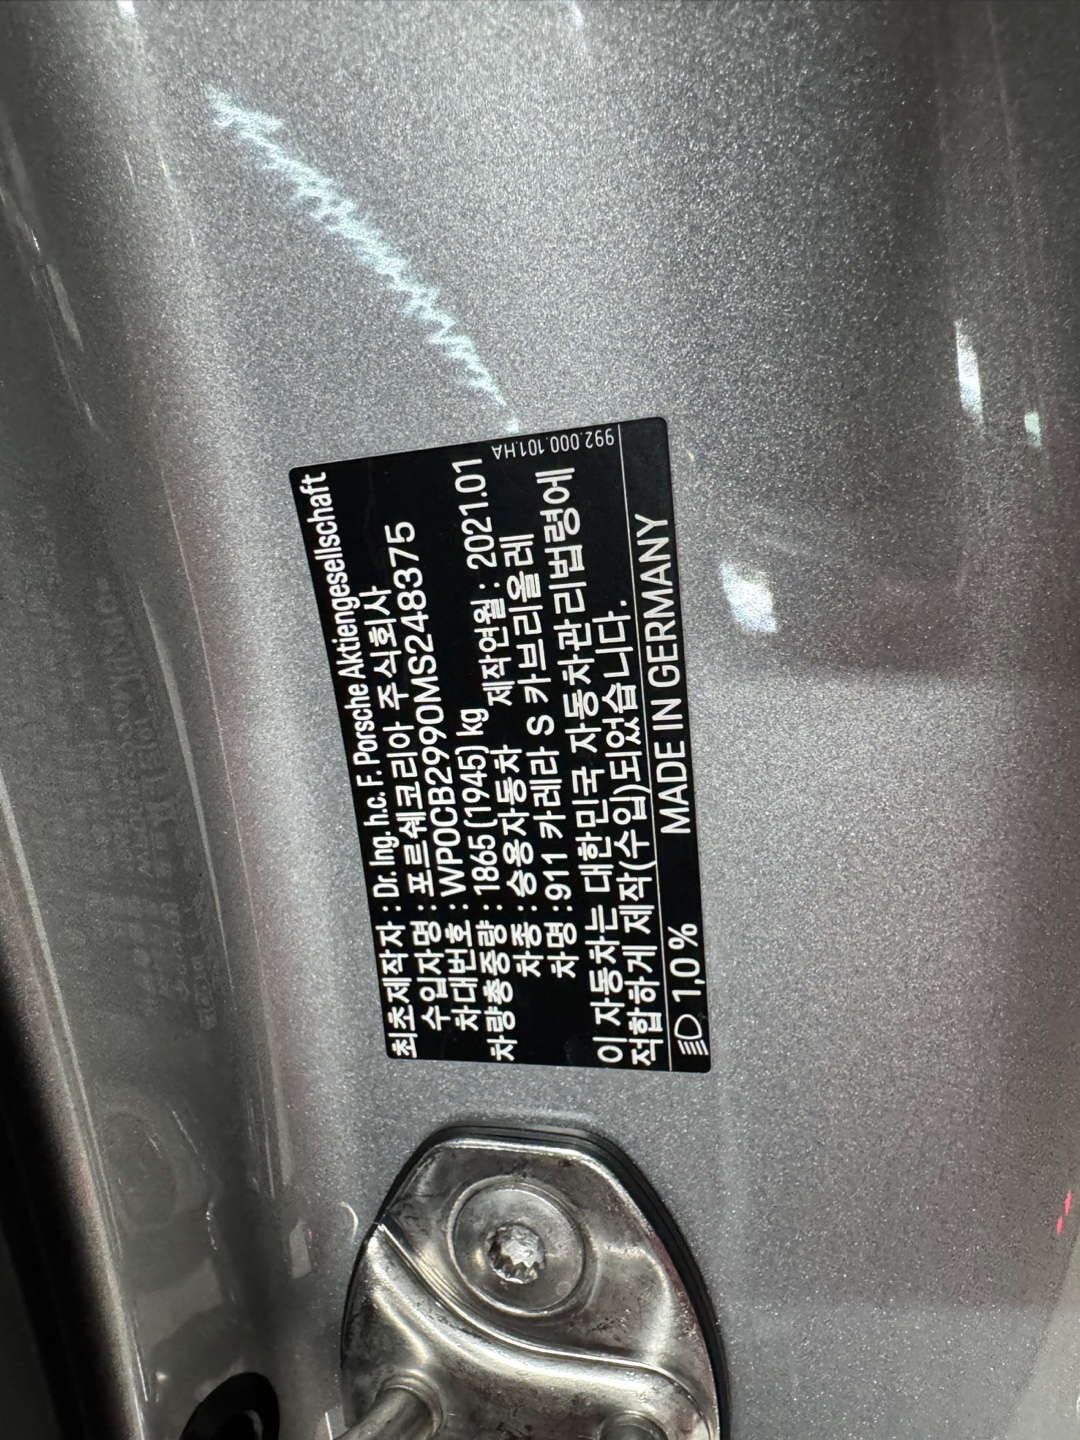 최초제작자 : Dr. Ing. h.c. F. Porsche Aktiengesellschaft
수입자명 : 포르쉐코리아 주식회사
차대번호 : WP0CB2990MS248375
차량총중량 : 1865 (1945) kg 제작연월 : 2021.01
차종 : 승용자동차
차명 : 911 카레라 S 카브리올레
992.000.101.HA
이 자동차는 대한민국 자동차관리법령에
적합하게 제작(수입)되었습니다.
1,0% MADE IN GERMANY